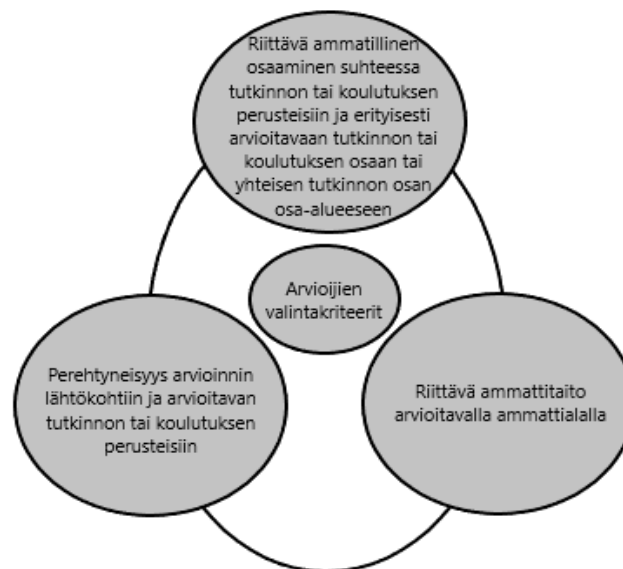 Riittävä ammatillinen
osaaminen suhteessa
tutkinnon tai koulutuksen
perusteisiin ja erityisesti
arvioitavaan tutkinnon tai
koulutuksen osaan tai
yhteisen tutkinnon osan
osa-alueeseen
Arvioijien
valintakriteerit
Perehtyneisyys arvioinnin
lähtökohtiin ja arvioitavan
tutkinnon tai koulutuksen
perusteisiin
Riittävä ammattitaito
arvioitavalla ammattialalla